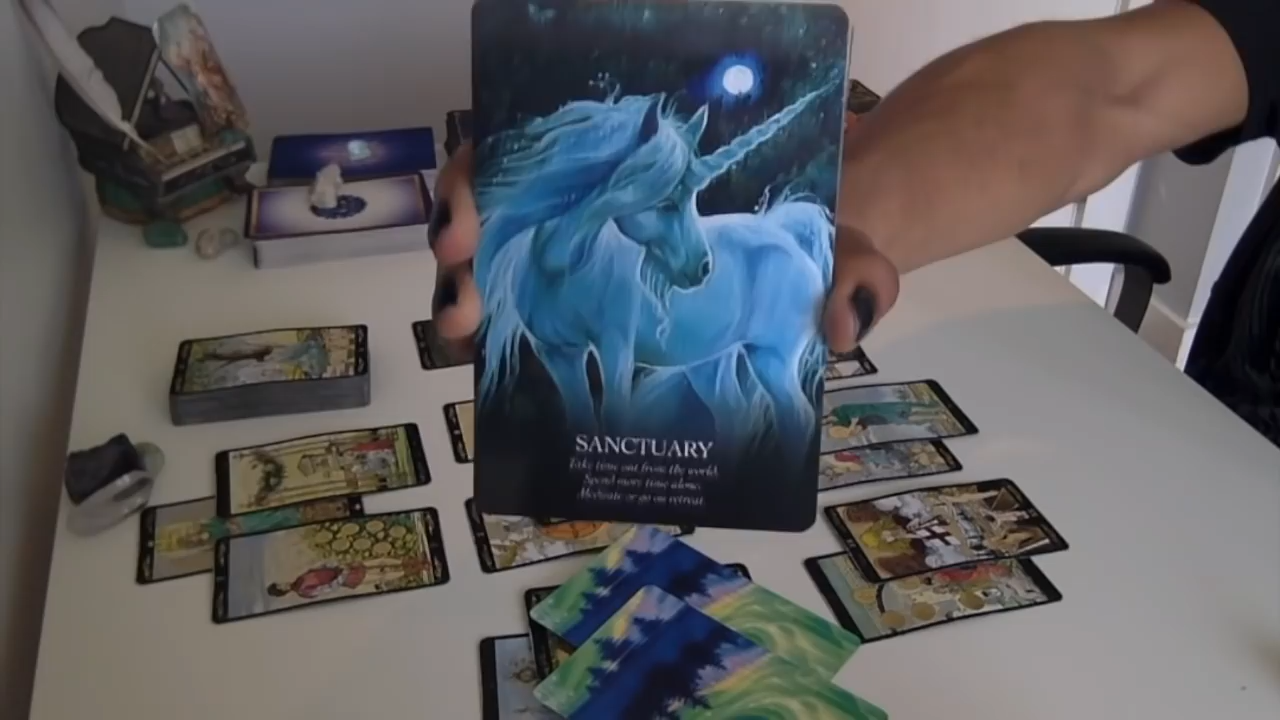 SANCTUARY
Take time out from the world.
Spend more time alone.
Meditate or go on retreat.